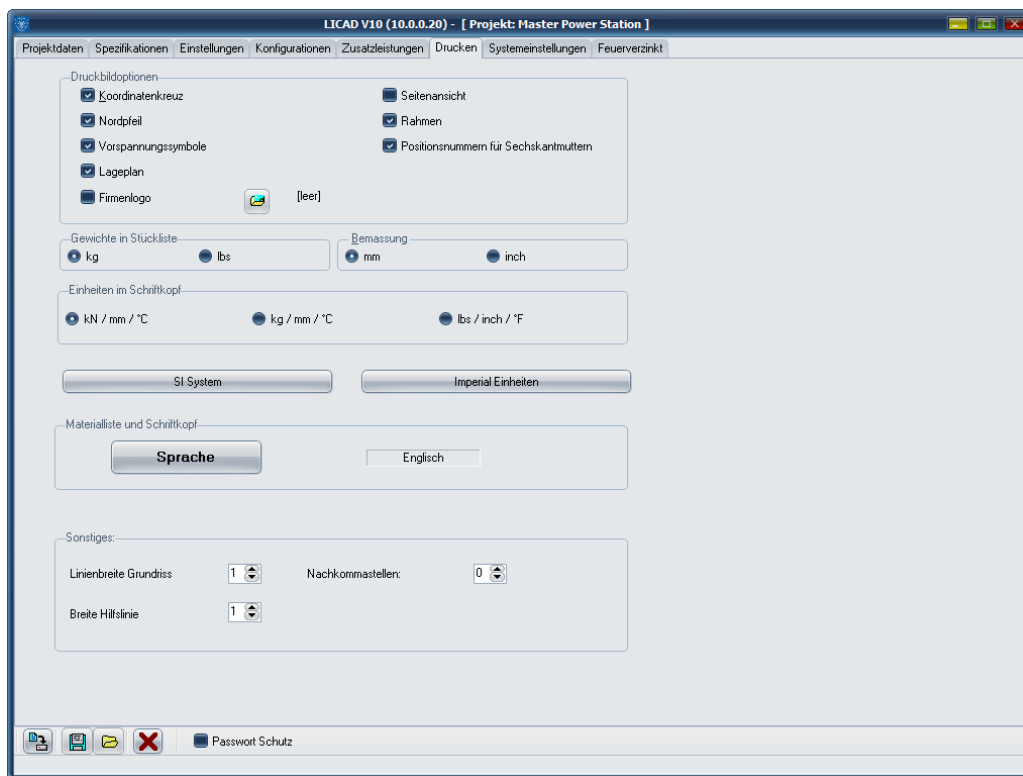 LICAD V10 (10.0.0.20) - [ Projekt: Master Power Station ]
Projektdaten Spezifikationen Einstellungen Konfigurationen Zusatzleistungen Drucken Systemeinstellungen Feuerverzinkt
Druckbildoptionen
Koordinatenkreuz Seitenansicht
Nordpfeil Rahmen
Vorspannungssymbole Positionsnummern für Sechskantmuttern
Lageplan
Firmenlogo [leer]
Gewichte in Stückliste Bemassung
kg lbs mm inch
Einheiten im Schriftkopf
kN / mm / °C kg / mm / °C lbs / inch / °F
SI System Imperial Einheiten
Materialliste und Schriftkopf
Sprache Englisch
Sonstiges:
Linienbreite Grundriss 1 Nachkommastellen: 0
Breite Hilfslinie 1
Passwort Schutz